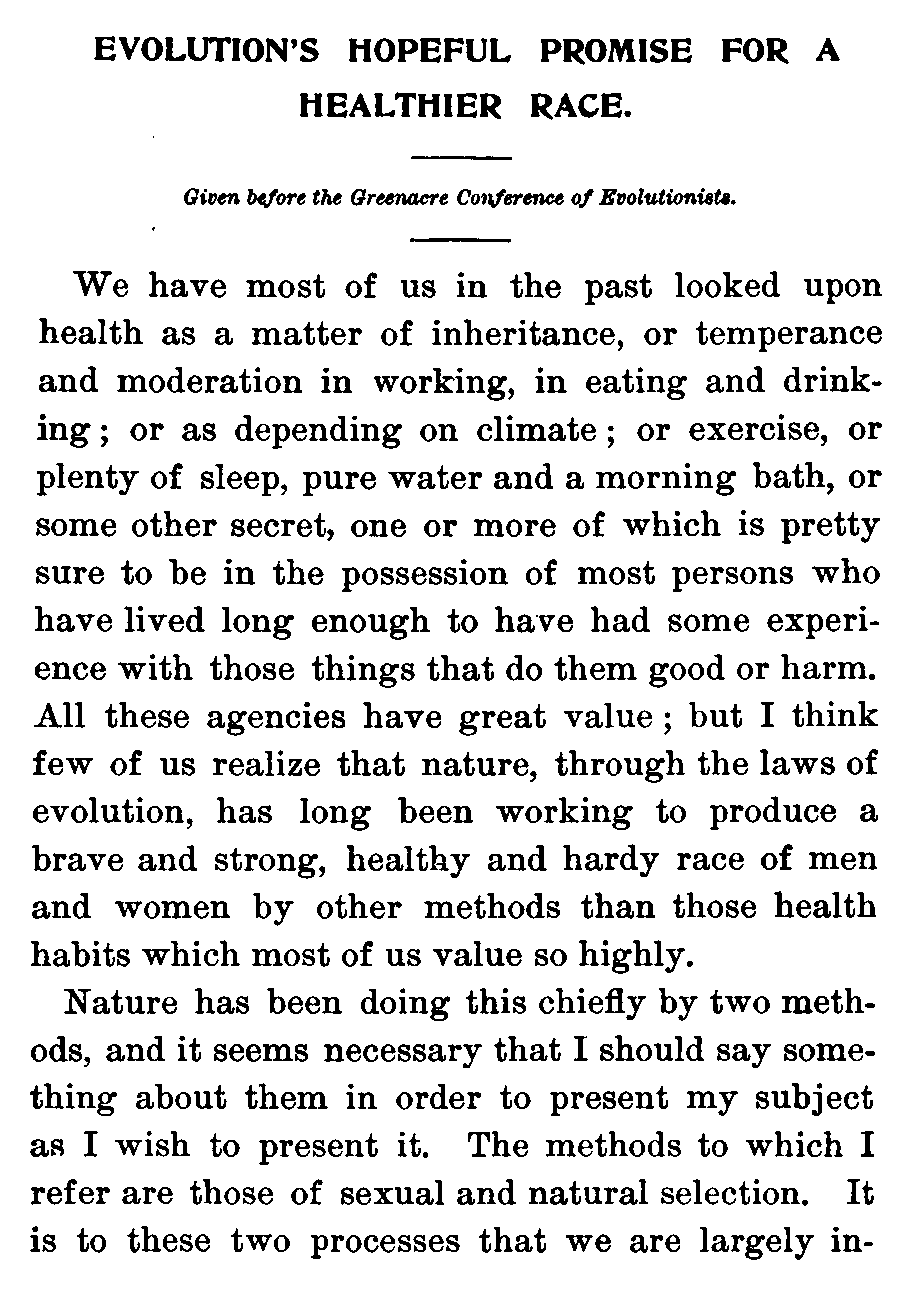 EVOLUTION'S HOPEFUL PROMISE FOR A
HEALTHIER RACE.
Given before the Greenacre Conference of Evolutionists.
We have most of us in the past looked upon
health as a matter of inheritance, or temperance
and moderation in working, in eating and drink-
ing; or as depending on climate; or exercise, or
plenty of sleep, pure water and a morning bath, or
some other secret, one or more of which is pretty
sure to be in the possession of most persons who
have lived long enough to have had some experi-
ence with those things that do them good or harm.
All these agencies have great value; but I think
few of us realize that nature, through the laws of
evolution, has long been working to produce a
brave and strong, healthy and hardy race of men
and women by other methods than those health
habits which most of us value so highly.
Nature has been doing this chiefly by two meth-
ods, and it seems necessary that I should say some-
thing about them in order to present my subject
as I wish to present it. The methods to which I
refer are those of sexual and natural selection. It
is to these two processes that we are largely in-